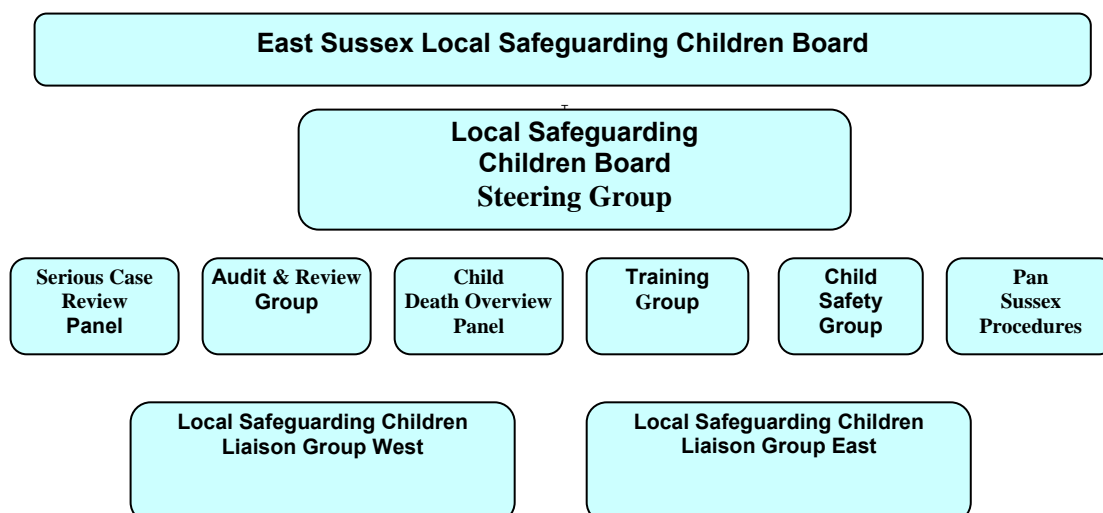 East Sussex Local Safeguarding Children Board
Local Safeguarding
Children Board
Steering Group
Serious Case
Review
Panel
Audit & Review
Group
Child
Death Overview
Panel
Training
Group
Child
Safety
Group
Pan
Sussex
Procedures
Local Safeguarding Children
Liaison Group West
Local Safeguarding Children
Liaison Group East